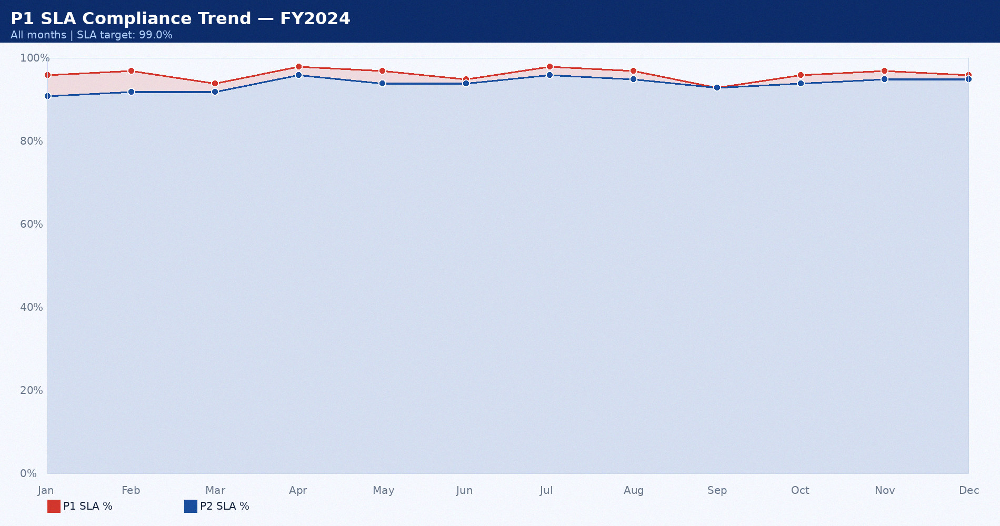 P1 SLA Compliance Trend — FY2024
All months | SLA target: 99.0%
100%
80%
60%
40%
20%
0%
Jan Feb Mar Apr May Jun Jul Aug Sep Oct Nov Dec
P1 SLA % P2 SLA %